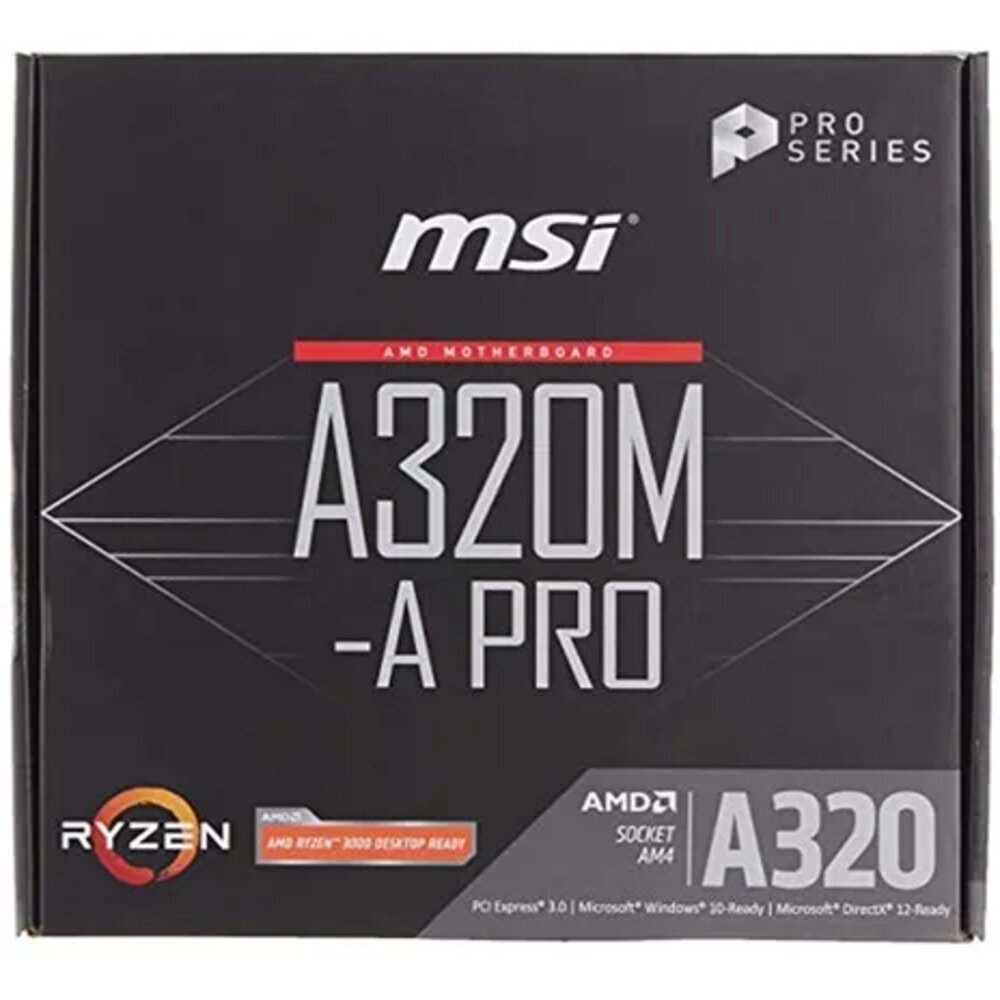 PRO
SERIES
msi®
AMD MOTHERBOARD
A320M
-A PRO
RYZEN
AMD
AMD RYZEN™ 3000 DESKTOP READY
AMD
SOCKET
AM4
A320
PCI Express® 3.0 | Microsoft® Windows® 10-Ready | Microsoft® DirectX® 12-Ready